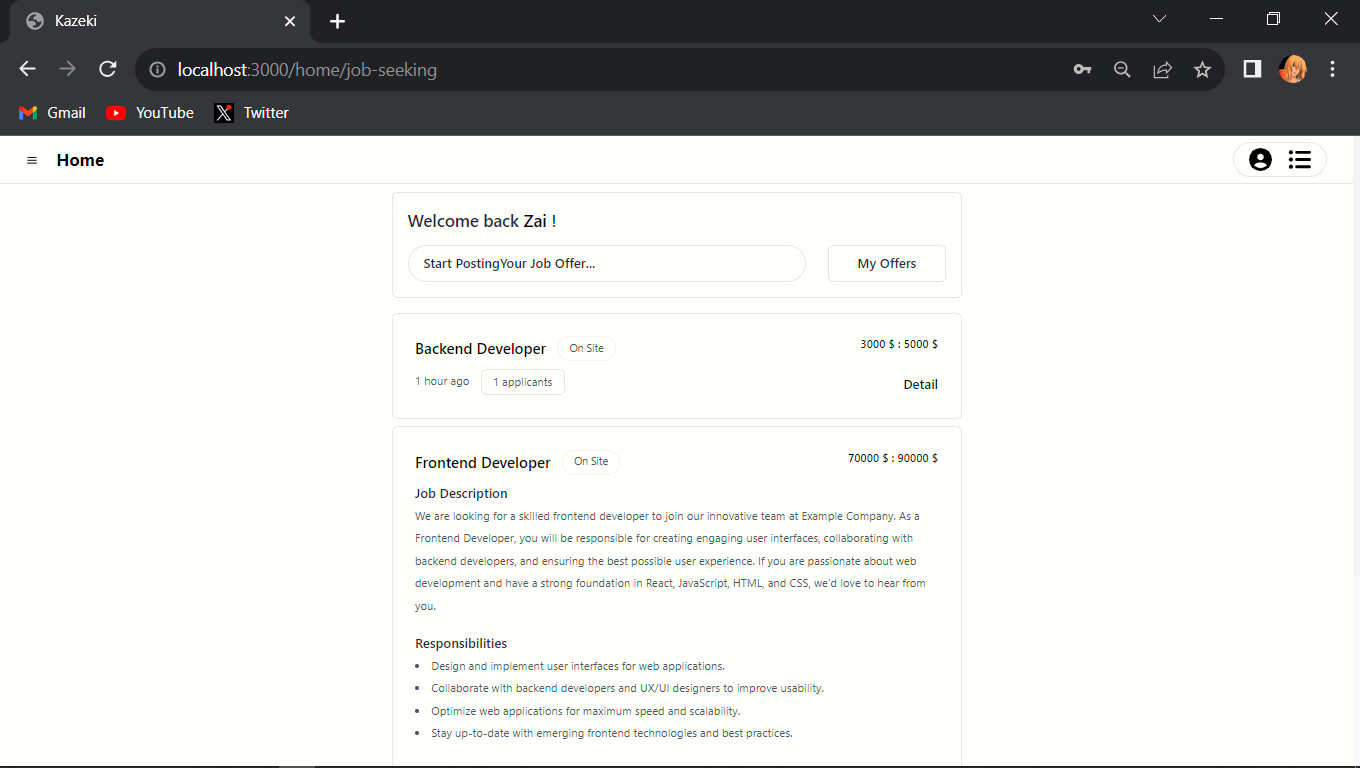 Kazeki
localhost:3000/home/job-seeking
Gmail YouTube Twitter
Home
Welcome back Zai !
Start PostingYour Job Offer... My Offers
Backend Developer On Site 3000 $ : 5000 $
1 hour ago 1 applicants Detail
Frontend Developer On Site 70000 $ : 90000 $
Job Description
We are looking for a skilled frontend developer to join our innovative team at Example Company. As a
Frontend Developer, you will be responsible for creating engaging user interfaces, collaborating with
backend developers, and ensuring the best possible user experience. If you are passionate about web
development and have a strong foundation in React, JavaScript, HTML, and CSS, we'd love to hear from
you.
Responsibilities
• Design and implement user interfaces for web applications.
• Collaborate with backend developers and UX/UI designers to improve usability.
• Optimize web applications for maximum speed and scalability.
• Stay up-to-date with emerging frontend technologies and best practices.